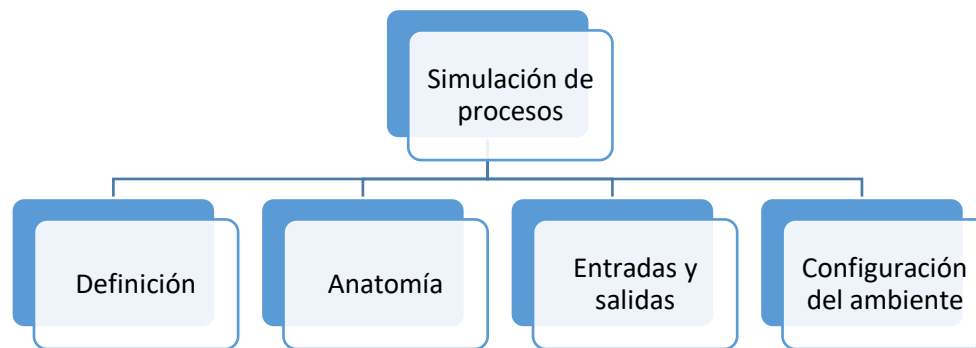 Simulación de
procesos
Definición
Anatomía
Entradas y
salidas
Configuración
del ambiente